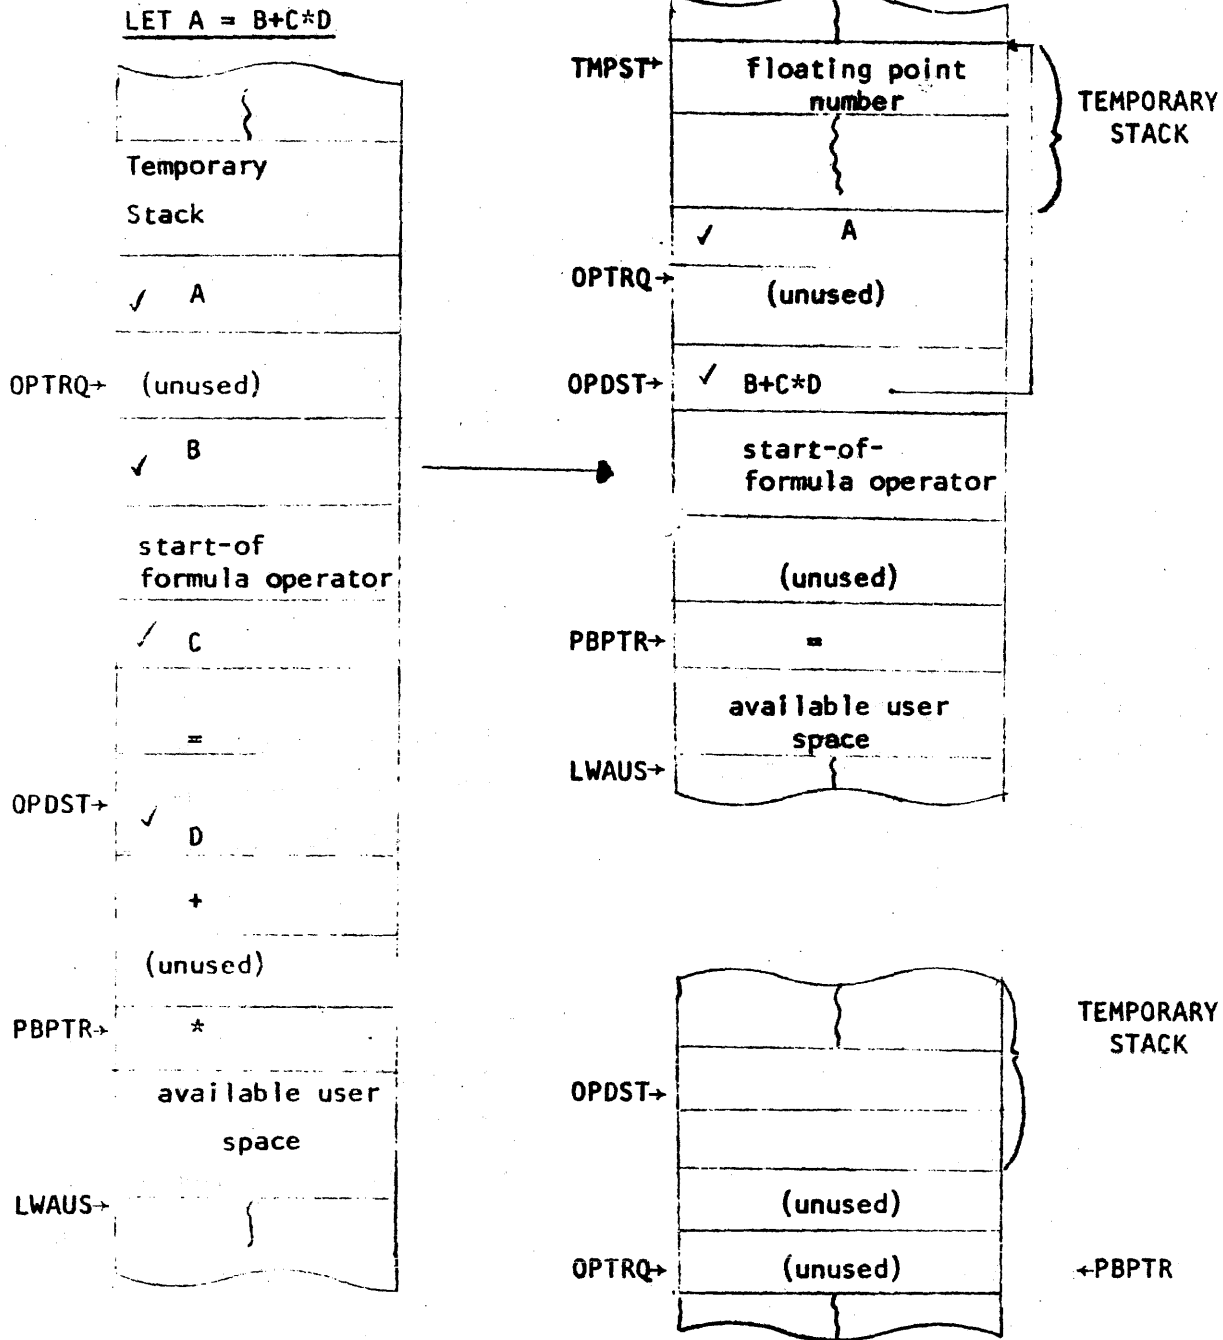 LET A = B+C*D
Temporary
Stack
✓ A
OPTRQ→ (unused)
✓ B
start-of
formula operator
✓ C
=
OPDST→ ✓ D
+
(unused)
PBPTR→ *
available user
space
LWAUS→
TMPST→ floating point
number
TEMPORARY
STACK
✓ A
OPTRQ→ (unused)
OPDST→ ✓ B+C*D
start-of-
formula operator
(unused)
PBPTR→ =
available user
space
LWAUS→
TEMPORARY
STACK
OPDST→
(unused)
OPTRQ→ (unused) ←PBPTR